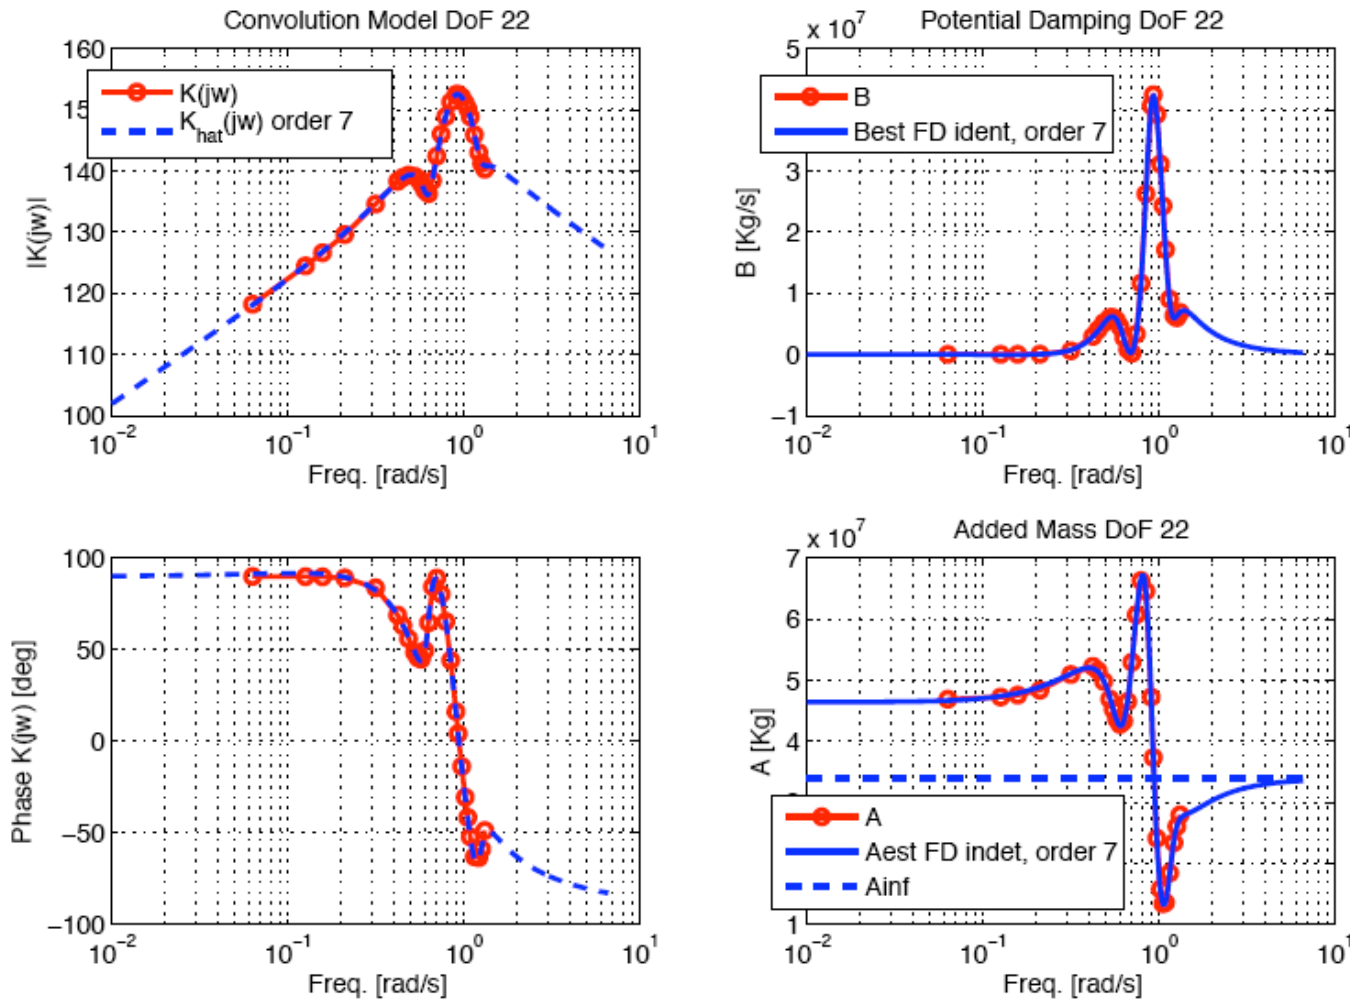 Convolution Model DoF 22
160
150
140
130
120
110
100
|K(jw)|
K(jw)
K_hat(jw) order 7
10^-2 10^-1 10^0 10^1
Freq. [rad/s]
Potential Damping DoF 22
x 10^7
5
3
2
1
0
−1
B [Kg/s]
B
Best FD ident, order 7
10^-2 10^-1 10^0 10^1
Freq. [rad/s]
100
50
0
−50
−100
Phase K(jw) [deg]
10^-2 10^-1 10^0 10^1
Freq. [rad/s]
Added Mass DoF 22
x 10^7
7
6
5
4
1
A [Kg]
A
Aest FD indet, order 7
Ainf
10^-2 10^-1 10^0 10^1
Freq. [rad/s]